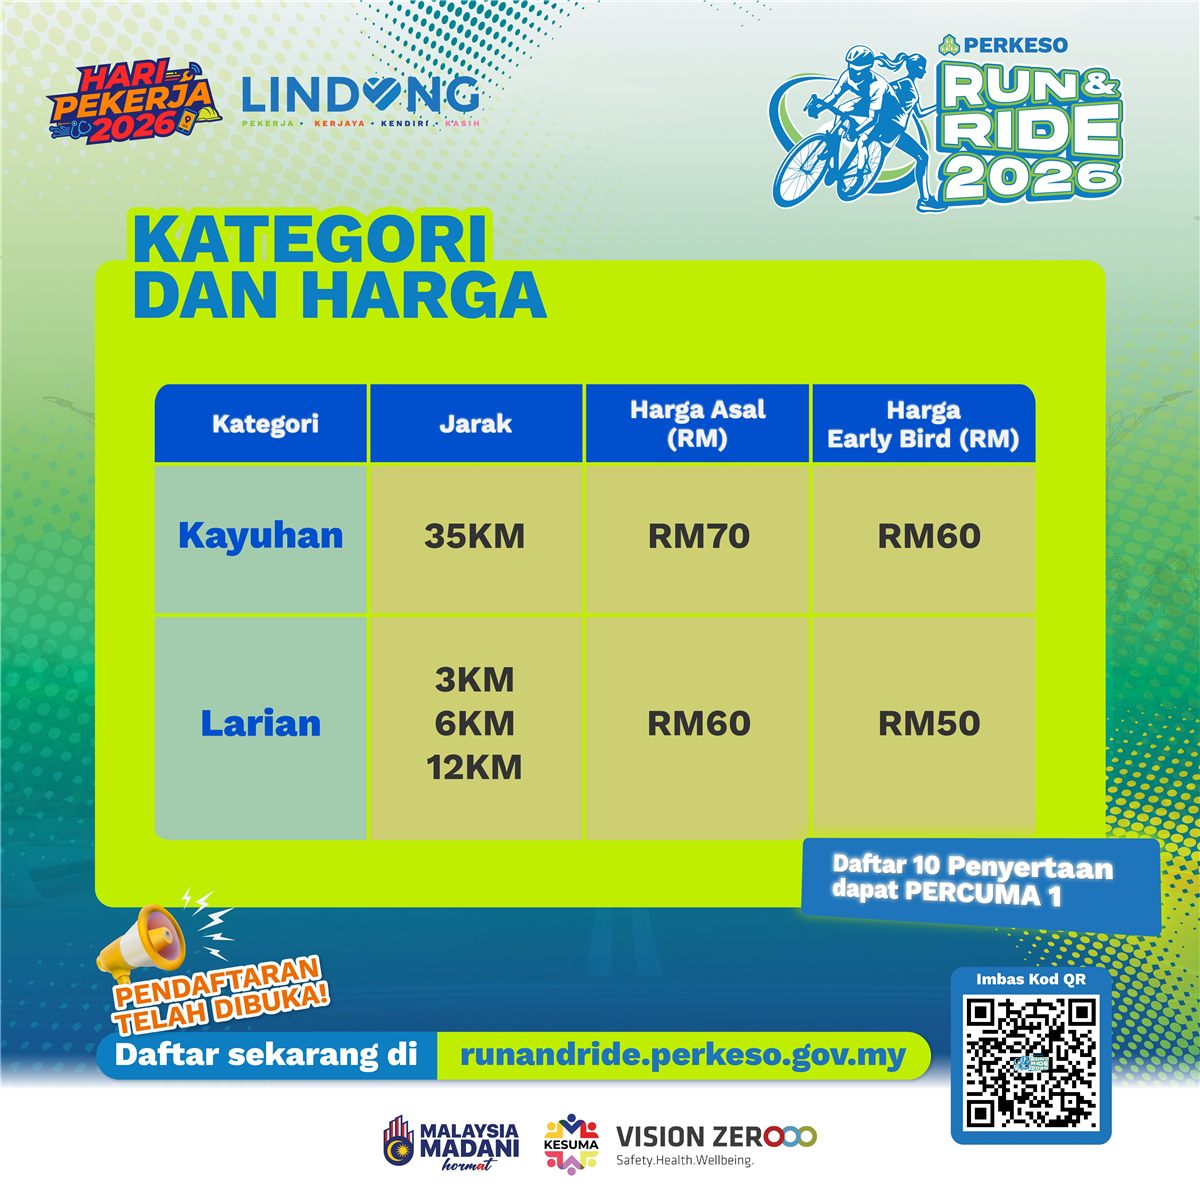 HARI
PEKERJA
2026
LINDUNG
PEKERJA • KERJAYA • KENDIRI • KASIH
PERKESO
RUN &
RIDE
2026
KATEGORI
DAN HARGA
Kategori
Jarak
Harga Asal
(RM)
Harga
Early Bird (RM)
Kayuhan
35KM
RM70
RM60
Larian
3KM
6KM
12KM
RM60
RM50
Daftar 10 Penyertaan
dapat PERCUMA 1
PENDAFTARAN
TELAH DIBUKA!
Daftar sekarang di
runandride.perkeso.gov.my
Imbas Kod QR
RUN &
RIDE
2026
MALAYSIA
MADANI
hormat
KESUMA
VISION ZERO
Safety.Health.Wellbeing.